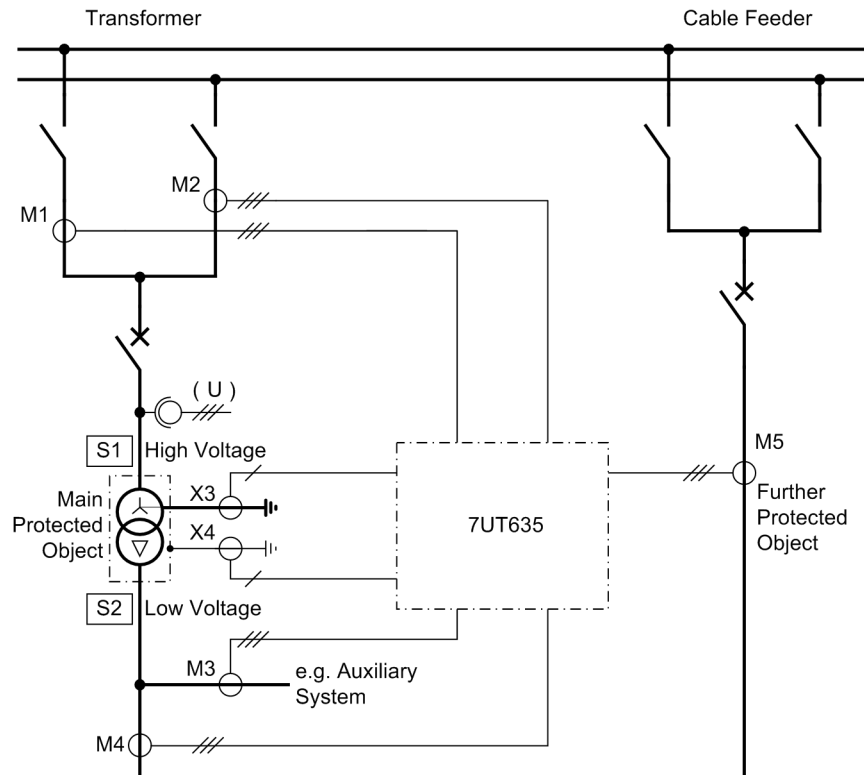 Transformer
Cable Feeder
M2
M1
( U )
S1
High Voltage
M5
Main
Protected
Object
X3
X4
7UT635
Further
Protected
Object
S2
Low Voltage
M3
e.g. Auxiliary
System
M4